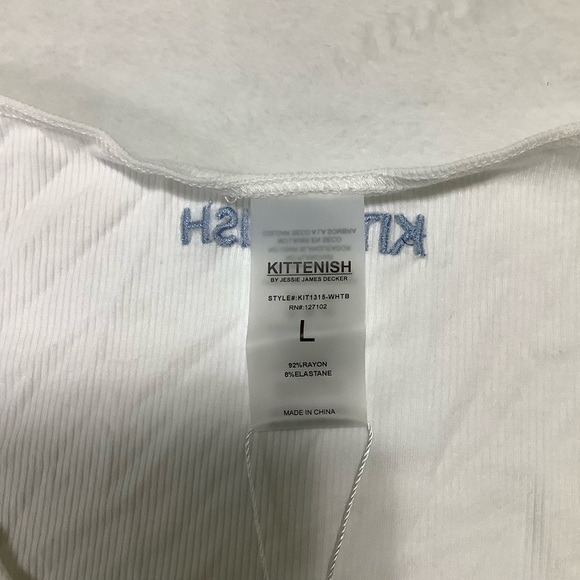 KITTENISH
BY JESSIE JAMES DECKER
STYLE#:KIT1315-WHTB
RN#:127102
L
92%RAYON
8%ELASTANE
MADE IN CHINA